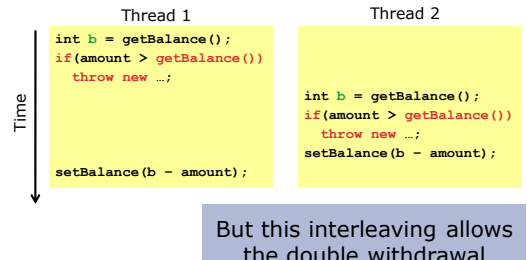 Thread 1
Thread 2
Time
int b = getBalance();
if(amount > getBalance())
throw new …;
setBalance(b – amount);
int b = getBalance();
if(amount > getBalance())
throw new …;
setBalance(b – amount);
But this interleaving allows
the double withdrawal